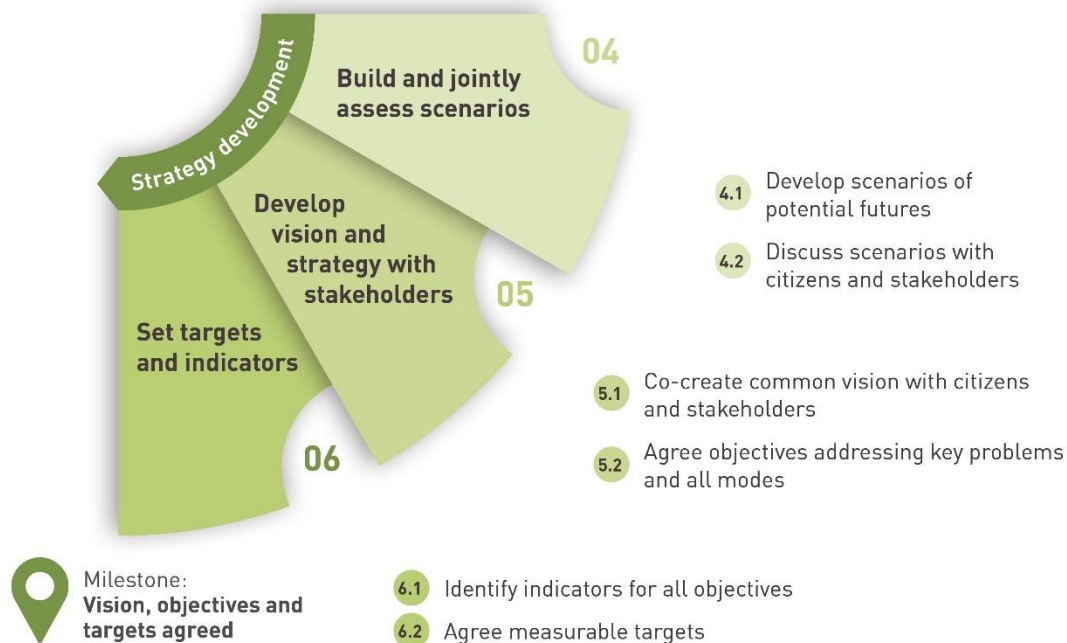 Strategy development
04
Build and jointly
assess scenarios
4.1 Develop scenarios of
potential futures
4.2 Discuss scenarios with
citizens and stakeholders
05
Develop
vision and
strategy with
stakeholders
5.1 Co-create common vision with citizens
and stakeholders
5.2 Agree objectives addressing key problems
and all modes
06
Set targets
and indicators
Milestone:
Vision, objectives and
targets agreed
6.1 Identify indicators for all objectives
6.2 Agree measurable targets